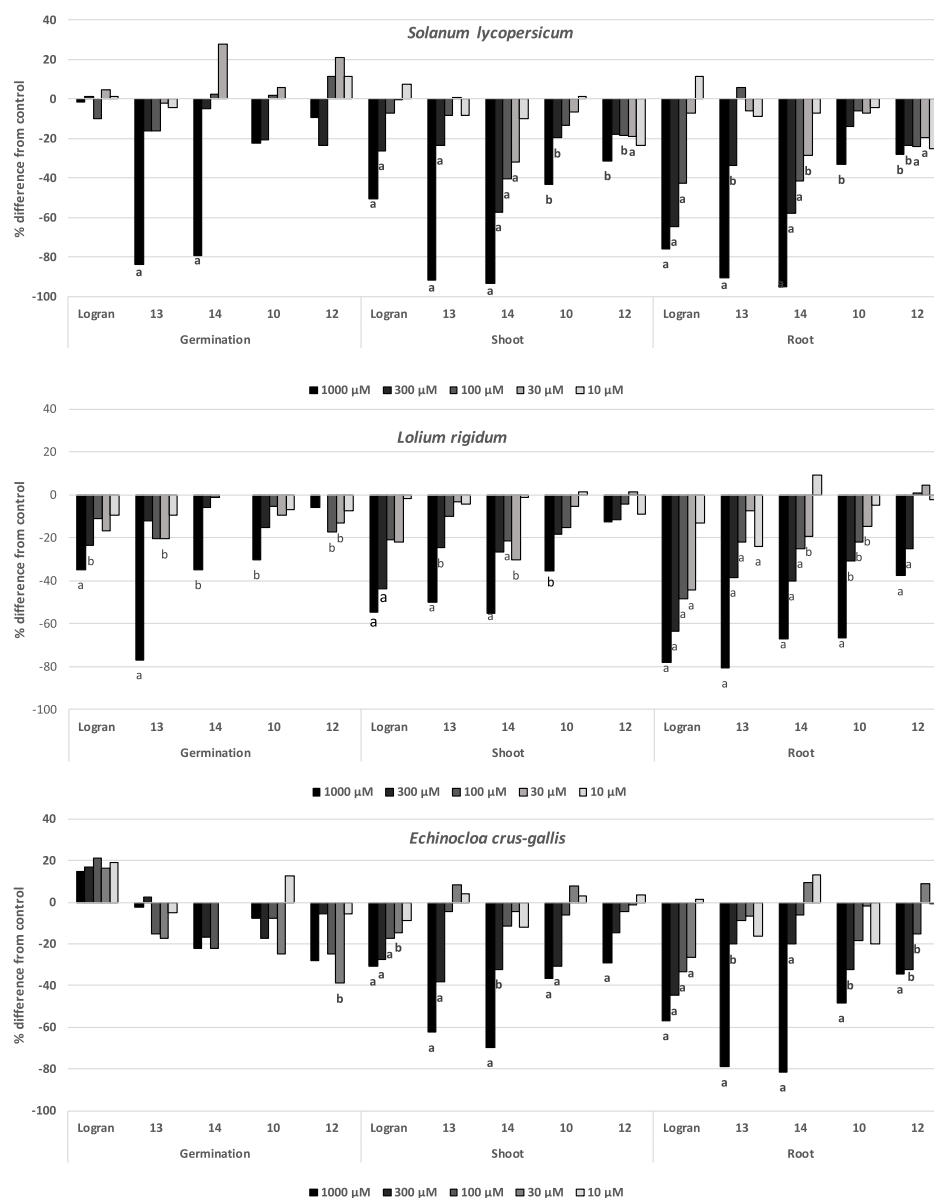 Solanum lycopersicum
% difference from control
40
20
0
-20
-40
-60
-80
-100
a a a a a a a a a a a b b b b a a a a b a a a b b b b a a
Logran 13 14 10 12 Logran 13 14 10 12 Logran 13 14 10 12
Germination Shoot Root
1000 µM 300 µM 100 µM 30 µM 10 µM
Lolium rigidum
% difference from control
40
20
0
-20
-40
-60
-80
-100
a b a b b b b b a a a b a a b b a a a a a a a a a b a b b a
Logran 13 14 10 12 Logran 13 14 10 12 Logran 13 14 10 12
Germination Shoot Root
1000 µM 300 µM 100 µM 30 µM 10 µM
Echinocloa crus-gallis
% difference from control
40
20
0
-20
-40
-60
-80
-100
b a a a b a a a b a a a a a a a a b a a a b a b b
Logran 13 14 10 12 Logran 13 14 10 12 Logran 13 14 10 12
Germination Shoot Root
1000 µM 300 µM 100 µM 30 µM 10 µM